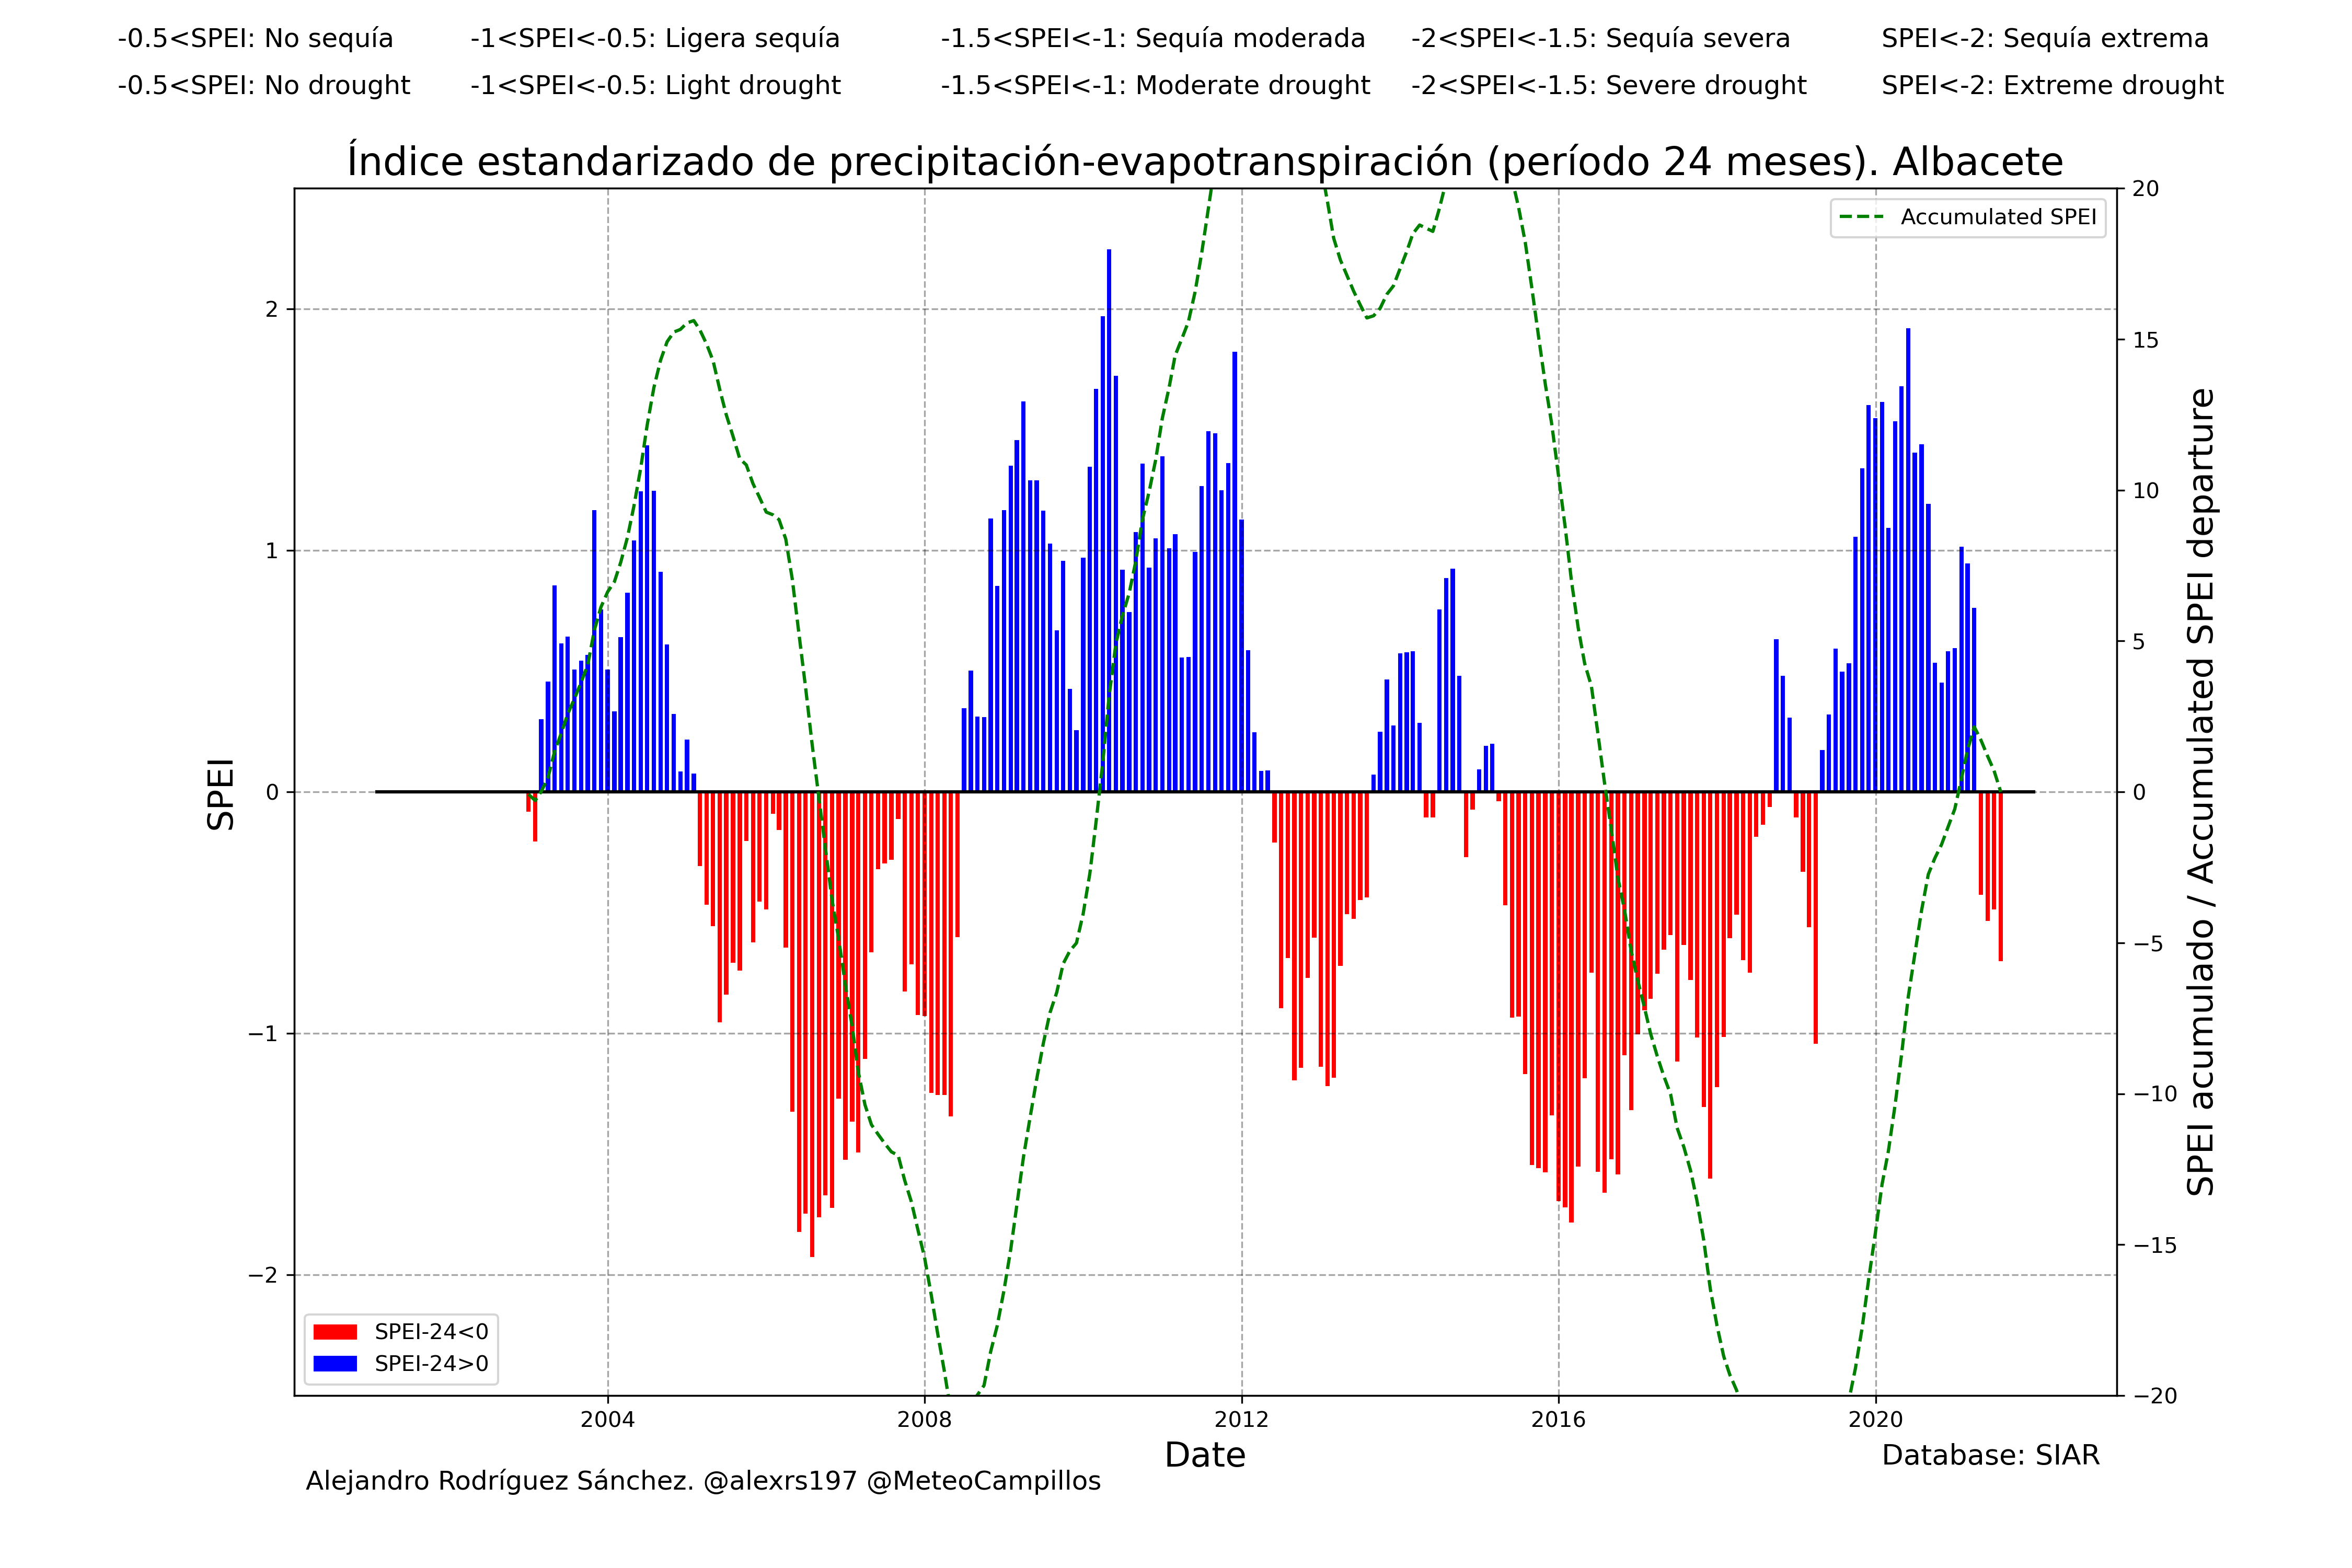 -0.5<SPEI: No sequía -1<SPEI<-0.5: Ligera sequía -1.5<SPEI<-1: Sequía moderada -2<SPEI<-1.5: Sequía severa SPEI<-2: Sequía extrema
-0.5<SPEI: No drought -1<SPEI<-0.5: Light drought -1.5<SPEI<-1: Moderate drought -2<SPEI<-1.5: Severe drought SPEI<-2: Extreme drought
Índice estandarizado de precipitación-evapotranspiración (período 24 meses). Albacete
SPEI
2
1
0
−1
−2
Accumulated SPEI
20
15
10
5
0
−5
−10
−15
−20
SPEI acumulado / Accumulated SPEI departure
SPEI-24<0
SPEI-24>0
2004 2008 2012 2016 2020
Date
Database: SIAR
Alejandro Rodríguez Sánchez. @alexrs197 @MeteoCampillos